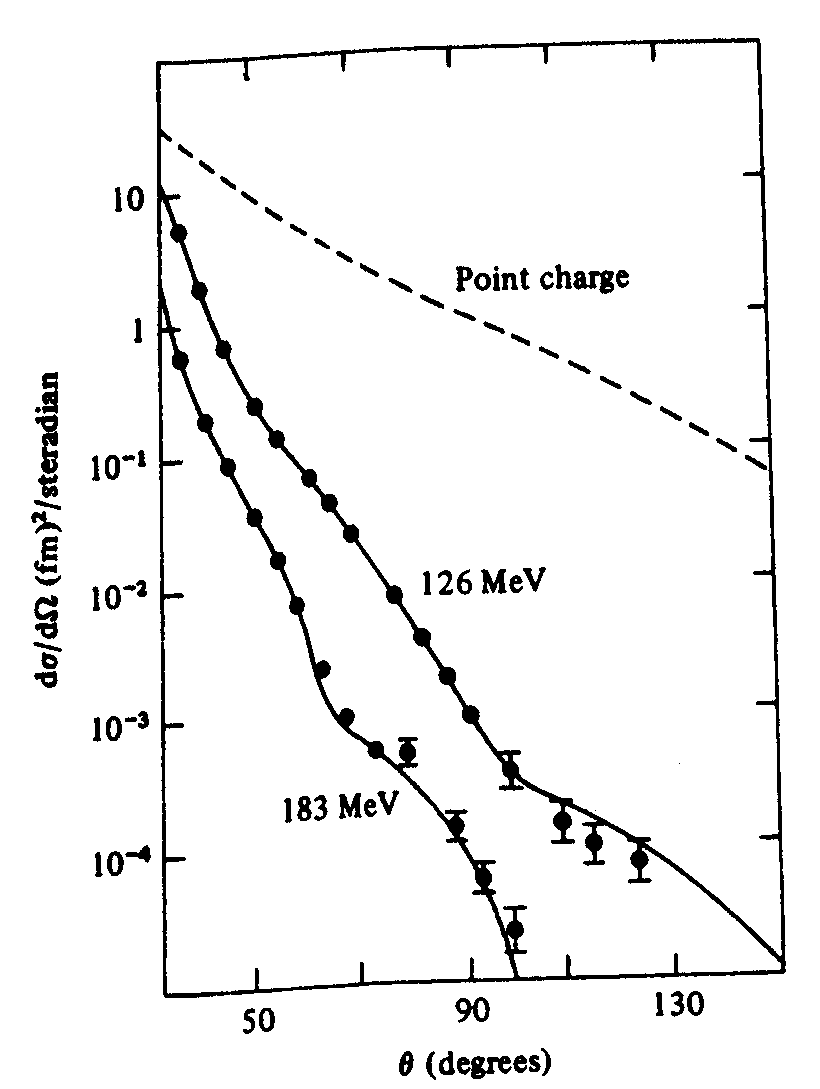 10
1
10⁻¹
10⁻²
10⁻³
10⁻⁴
dσ/dΩ (fm)²/steradian
Point charge
126 MeV
183 MeV
50
90
130
θ (degrees)